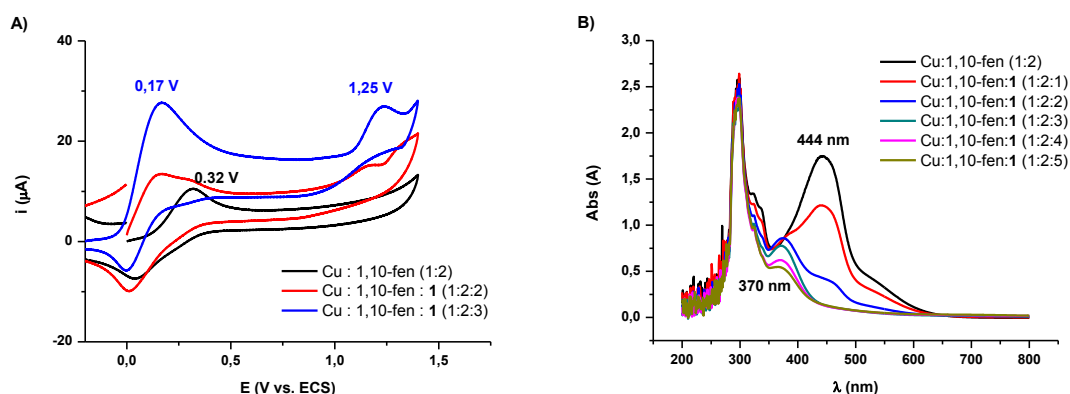 A)
40
20
0
-20
i (µA)
0,0
0,5
1,0
1,5
E (V vs. ECS)
0,17 V
1,25 V
0.32 V
Cu : 1,10-fen (1:2)
Cu : 1,10-fen : 1 (1:2:2)
Cu : 1,10-fen : 1 (1:2:3)
B)
3,0
2,5
2,0
1,5
1,0
0,5
0,0
Abs (A)
200 300 400 500 600 700 800
λ (nm)
444 nm
370 nm
Cu:1,10-fen (1:2)
Cu:1,10-fen:1 (1:2:1)
Cu:1,10-fen:1 (1:2:2)
Cu:1,10-fen:1 (1:2:3)
Cu:1,10-fen:1 (1:2:4)
Cu:1,10-fen:1 (1:2:5)